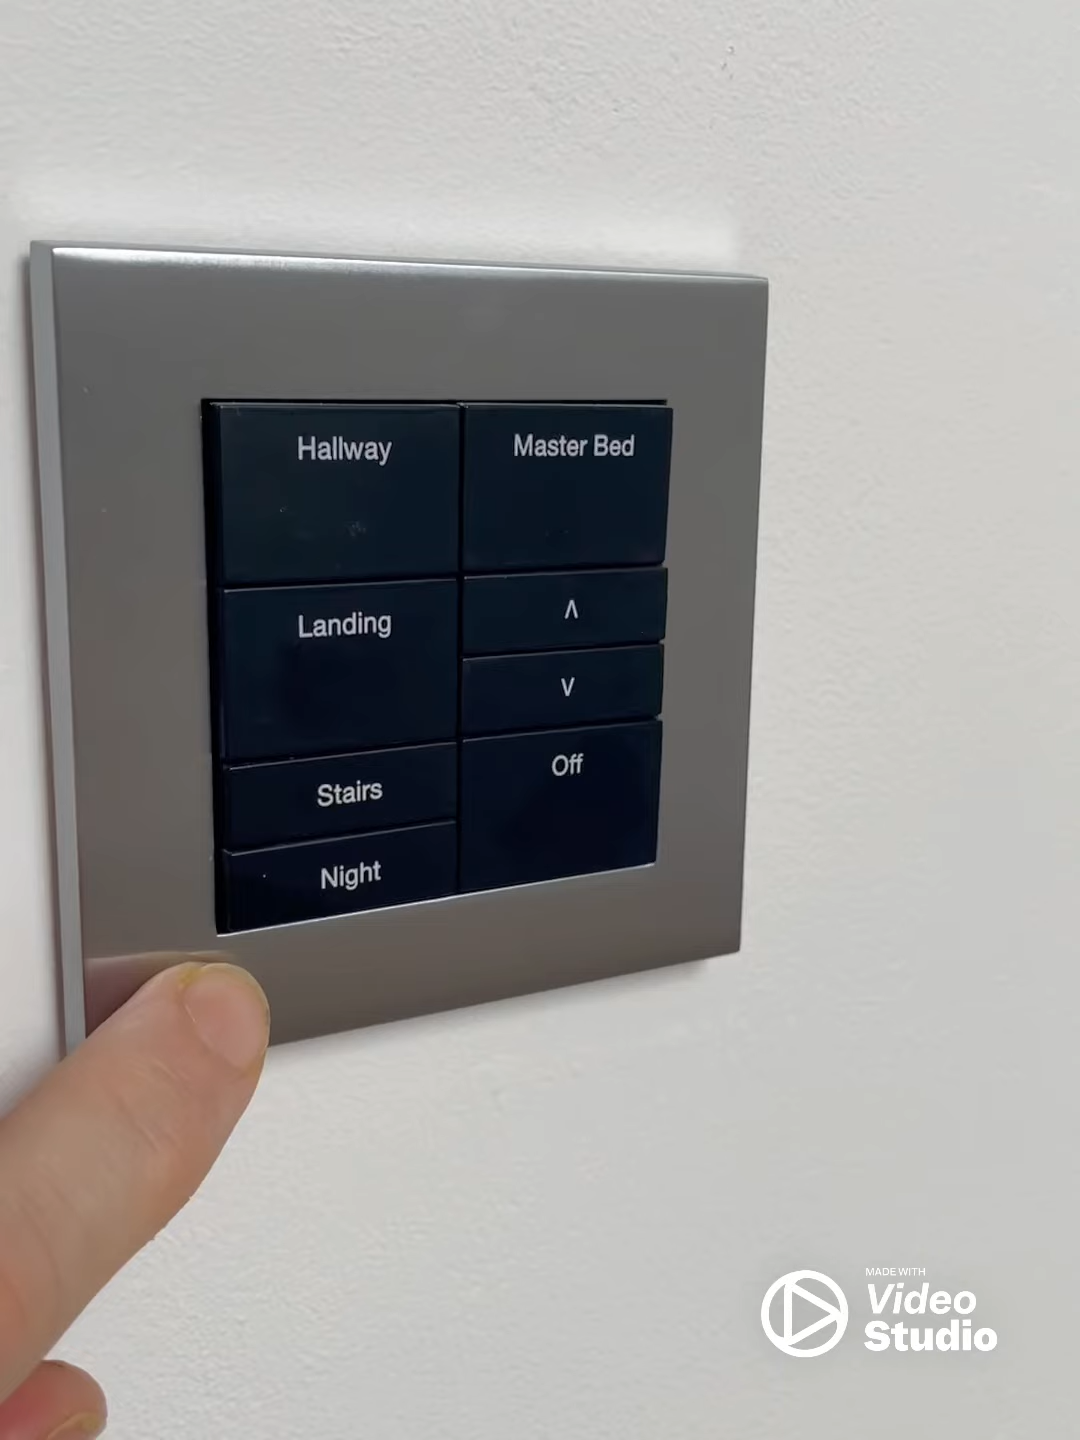 Hallway
Master Bed
Landing
∧
∨
Stairs
Off
Night
MADE WITH
Video
Studio